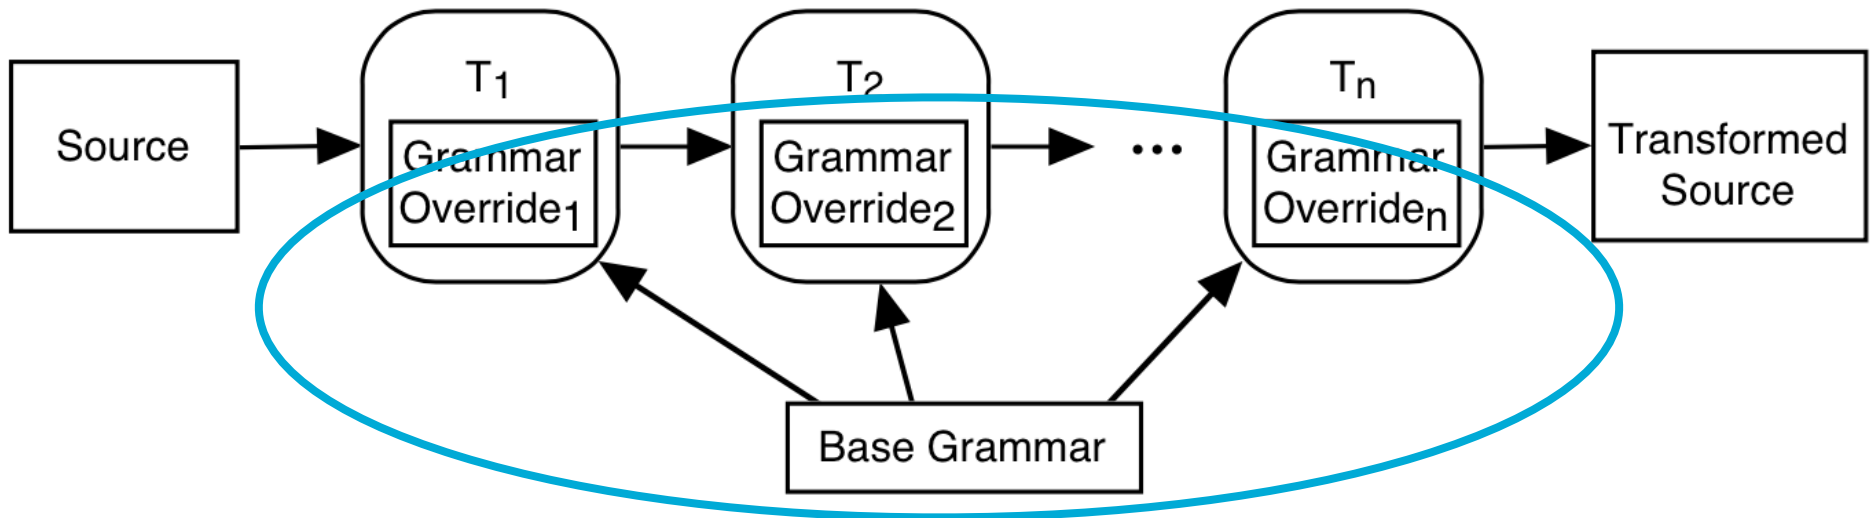 T1
T2
Tn
Source
Grammar
Override1
Grammar
Override2
...
Grammar
Overriden
Transformed
Source
Base Grammar